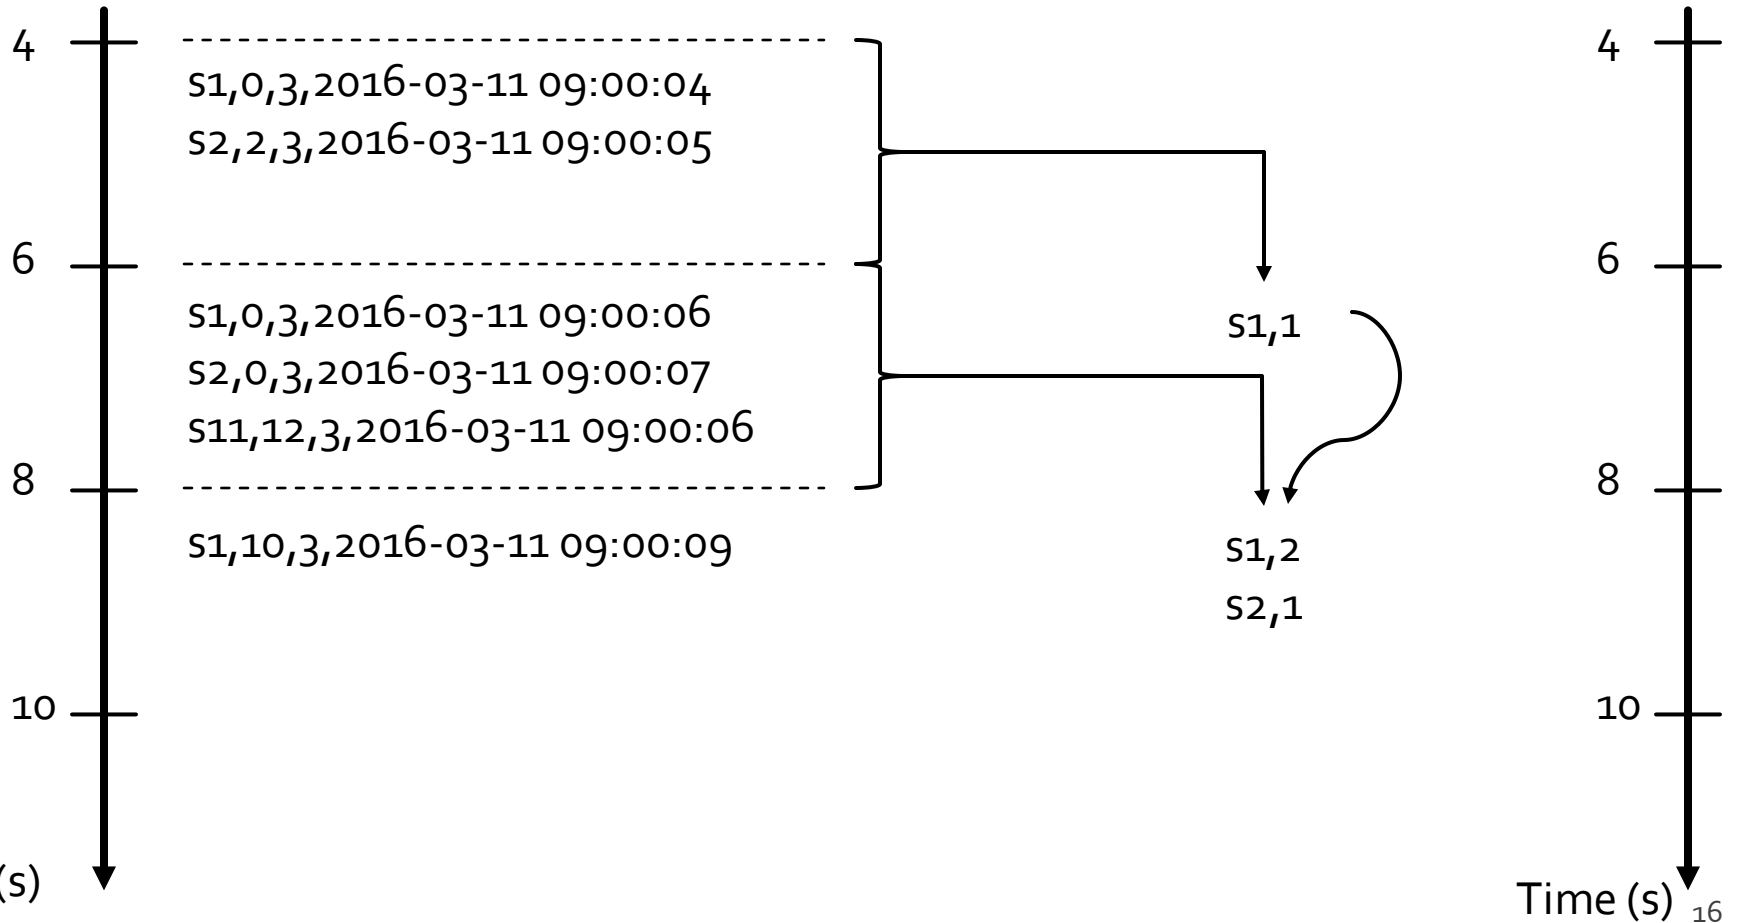 4
s1,0,3,2016-03-11 09:00:04
s2,2,3,2016-03-11 09:00:05
6
s1,0,3,2016-03-11 09:00:06
s2,0,3,2016-03-11 09:00:07
s11,12,3,2016-03-11 09:00:06
8
s1,10,3,2016-03-11 09:00:09
10
(s)
s1,1
s1,2
s2,1
4
6
8
10
Time (s)
16